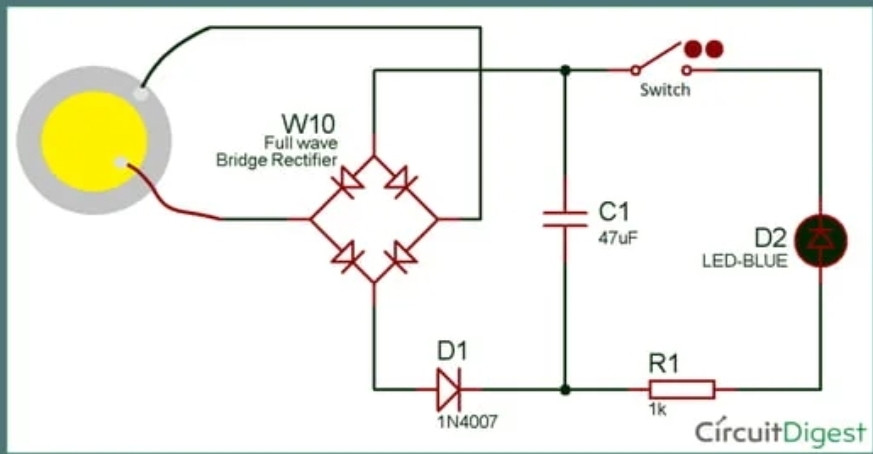 Switch
W10
Full wave
Bridge Rectifier
C1
47uF
D2
LED-BLUE
D1
1N4007
R1
1k
CircuitDigest